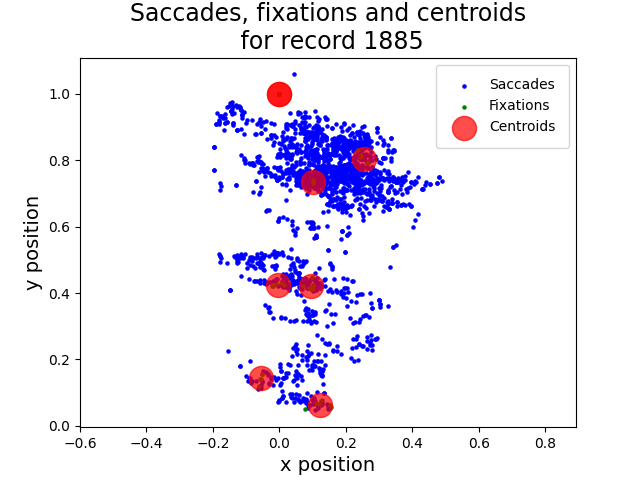 Saccades, fixations and centroids
for record 1885
Saccades
Fixations
Centroids
1.0
0.8
0.6
0.4
0.2
0.0
−0.6 −0.4 −0.2 0.0 0.2 0.4 0.6 0.8
x position
y position